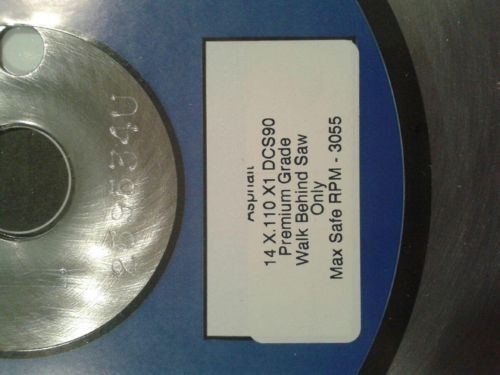 Asphalt
14 X.110 X1 DCS90
Premium Grade
Walk Behind Saw
Only
Max Safe RPM - 3055